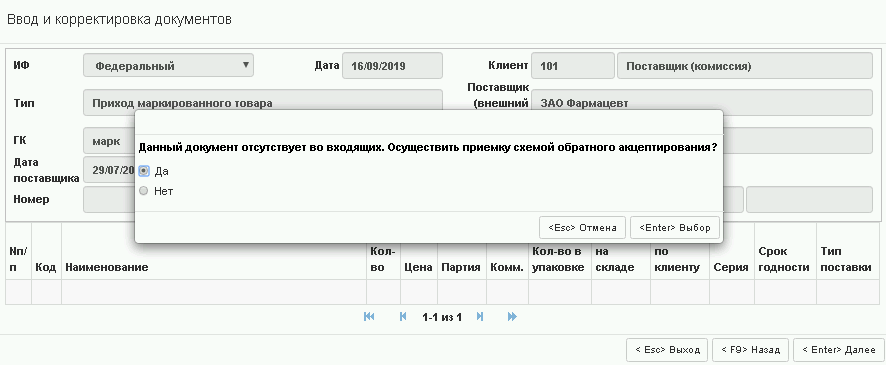 Ввод и корректировка документов
ИФ Федеральный Дата 16/09/2019 Клиент 101 Поставщик (комиссия)
Тип Приход маркированного товара Поставщик (внешний ЗАО Фармацевт
Данный документ отсутствует во входящих. Осуществить приемку схемой обратного акцептирования?
Да
Нет
<Esc> Отмена <Enter> Выбор
ГК марк
Дата поставщика 29/07/20
Номер
Nп/п Код Наименование Кол-во Цена Партия Комм. Кол-во в упаковке на складе по клиенту Серия Срок годности Тип поставки
1-1 из 1
< Esc> Выход < F9> Назад < Enter> Далее